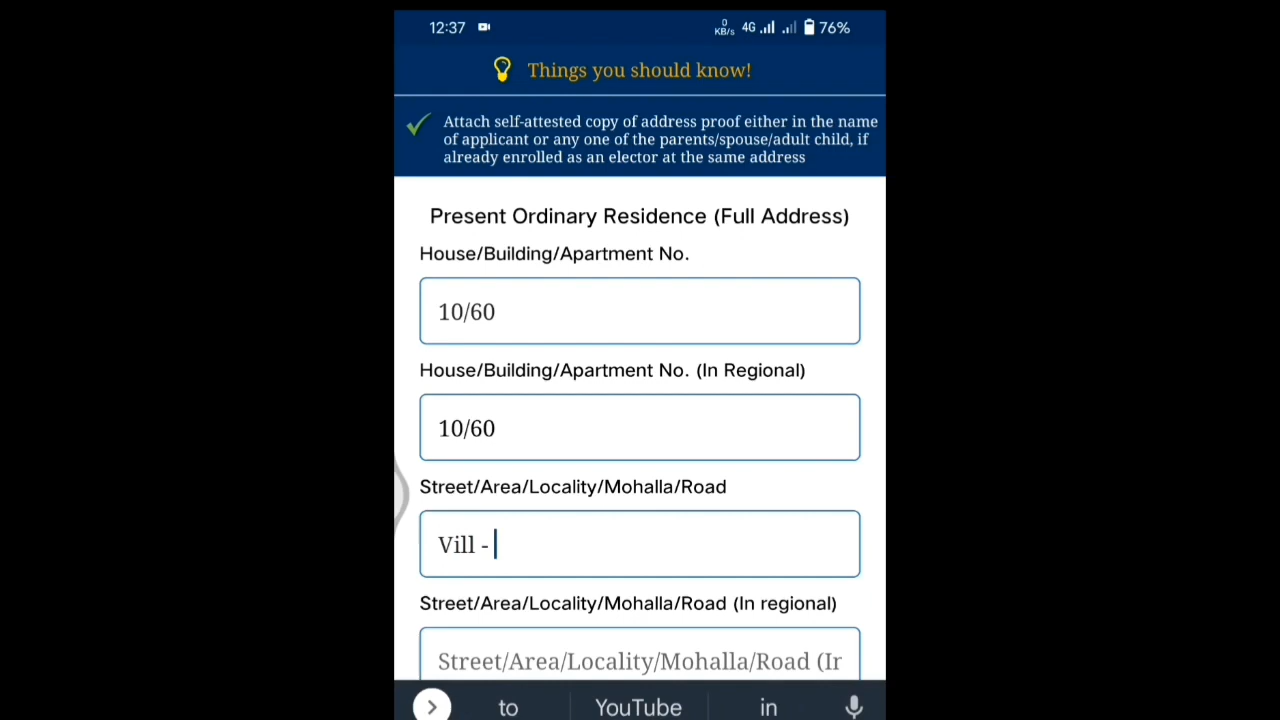 12:37 0 KB/s 4G 76%
Things you should know!
Attach self-attested copy of address proof either in the name
of applicant or any one of the parents/spouse/adult child, if
already enrolled as an elector at the same address
Present Ordinary Residence (Full Address)
House/Building/Apartment No.
10/60
House/Building/Apartment No. (In Regional)
10/60
Street/Area/Locality/Mohalla/Road
Vill -
Street/Area/Locality/Mohalla/Road (In regional)
Street/Area/Locality/Mohalla/Road (Ir
to YouTube in